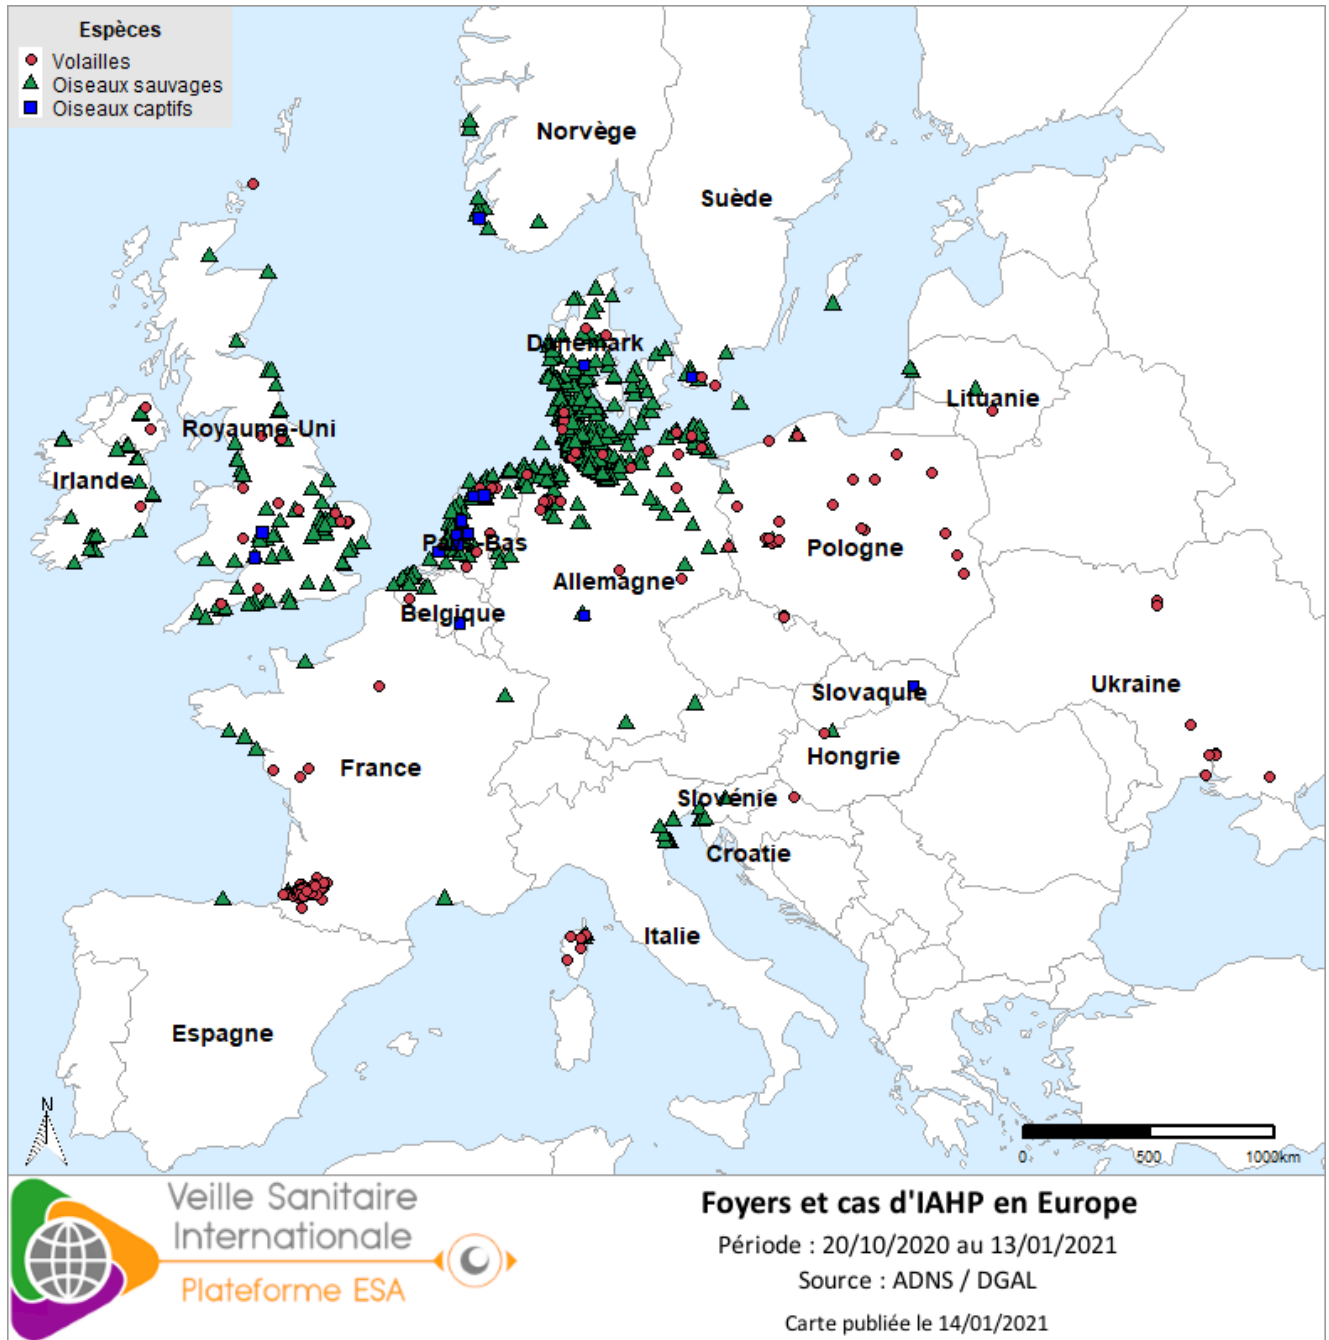 Espèces
Volailles
Oiseaux sauvages
Oiseaux captifs
Norvège
Suède
Danemark
Lituanie
Royaume-Uni
Irlande
Pays-Bas
Pologne
Allemagne
Belgique
Slovaquie
Ukraine
Hongrie
France
Slovénie
Croatie
Italie
Espagne
N
0 500 1000km
Veille Sanitaire
Internationale
Plateforme ESA
Foyers et cas d'IAHP en Europe
Période : 20/10/2020 au 13/01/2021
Source : ADNS / DGAL
Carte publiée le 14/01/2021